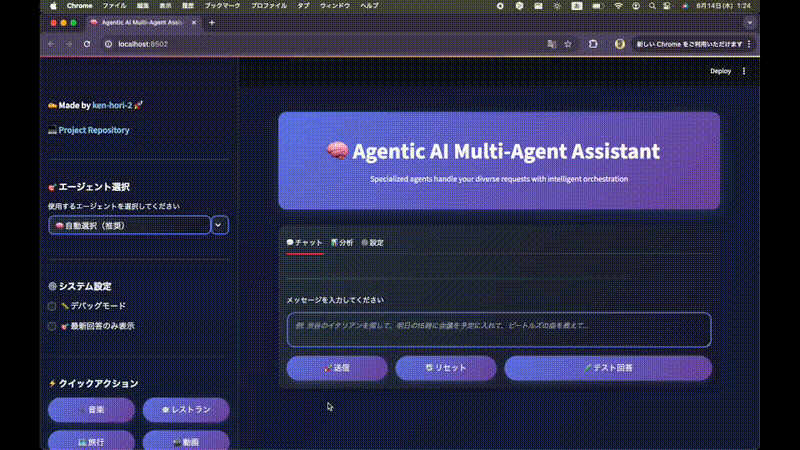 Chrome ファイル 編集 表示 履歴 ブックマーク プロファイル タブ ウィンドウ ヘルプ
8月14日(木) 1:24
Agentic AI Multi-Agent Assis
localhost:8502
新しい Chrome をご利用いただけます
Deploy
Made by ken-hori-2
Project Repository
エージェント選択
使用するエージェントを選択してください
自動選択（推奨）
システム設定
デバッグモード
最新回答のみ表示
クイックアクション
音楽 レストラン
旅行 動画
Agentic AI Multi-Agent Assistant
Specialized agents handle your diverse requests with intelligent orchestration
チャット 分析 設定
メッセージを入力してください
例: 渋谷のイタリアンを探して、明日の15時に会議を予定に入れて、ビートルズの曲を教えて...
送信 リセット テスト回答